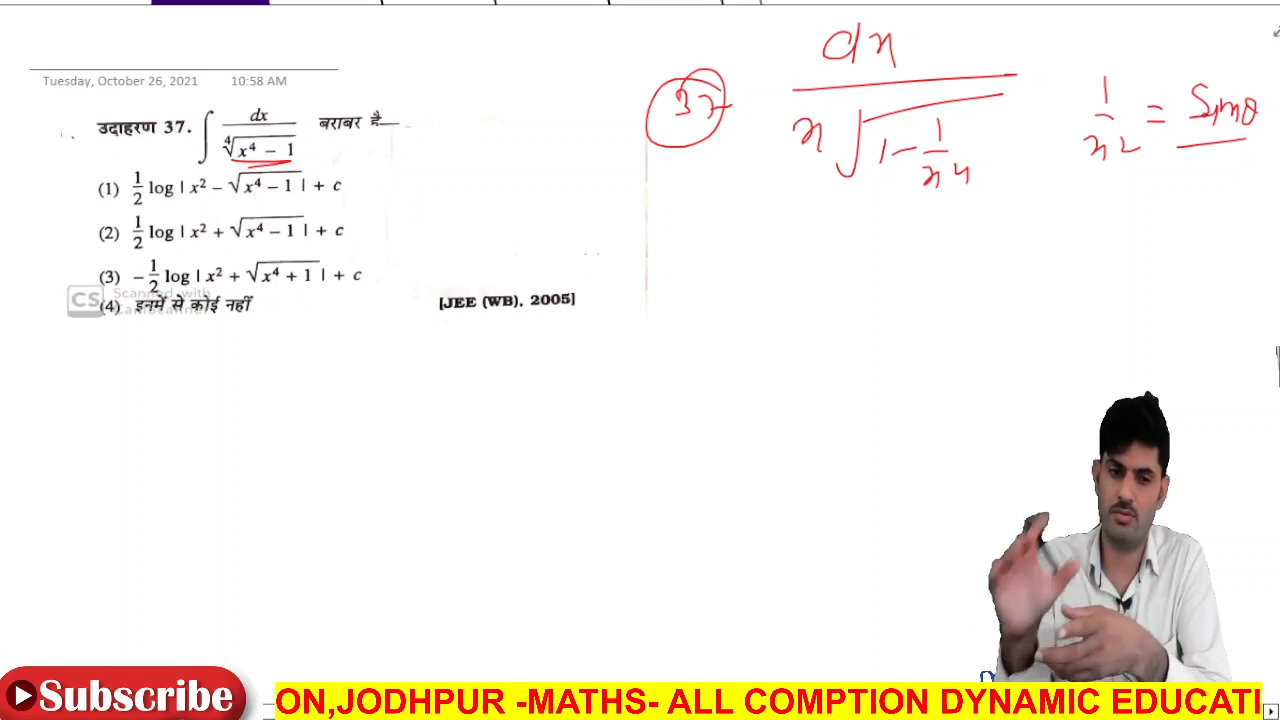 Tuesday, October 26, 2021 10:58 AM
उदाहरण 37. ∫ dx / ∜(x⁴ − 1) बराबर है—
(1) 1/2 log | x² − √(x⁴ − 1) | + c
(2) 1/2 log | x² + √(x⁴ − 1) | + c
(3) − 1/2 log | x² + √(x⁴ + 1) | + c
CS Scanned with
(4) इनमें से कोई नहीं [JEE (WB), 2005]
37
dx / x √(1 − 1/x⁴)
1/x² = Sinθ
Subscribe
ON,JODHPUR -MATHS- ALL COMPTION DYNAMIC EDUCATI